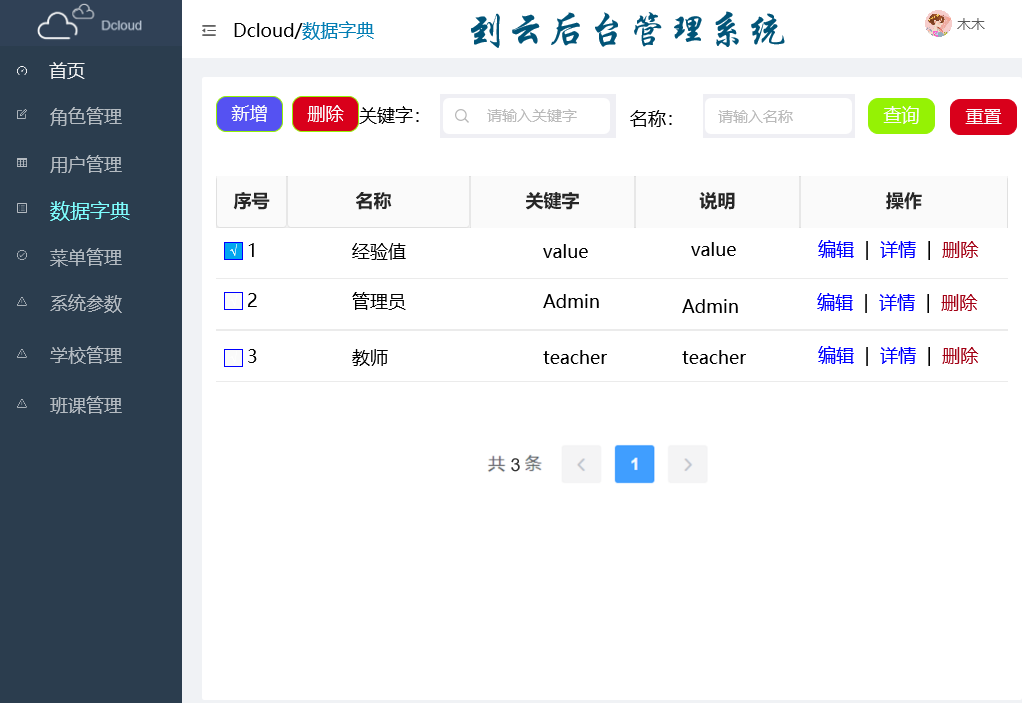 Dcloud
首页
角色管理
用户管理
数据字典
菜单管理
系统参数
学校管理
班课管理
Dcloud/数据字典
到云后台管理系统
木木
新增 删除 关键字: 请输入关键字 名称: 请输入名称 查询 重置
序号 名称 关键字 说明 操作
√ 1 经验值 value value 编辑 | 详情 | 删除
2 管理员 Admin Admin 编辑 | 详情 | 删除
3 教师 teacher teacher 编辑 | 详情 | 删除
共 3 条 < 1 >